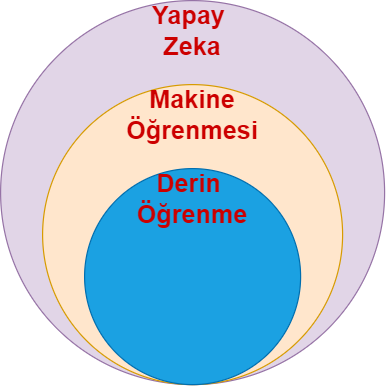 Yapay
Zeka
Makine
Öğrenmesi
Derin
Öğrenme